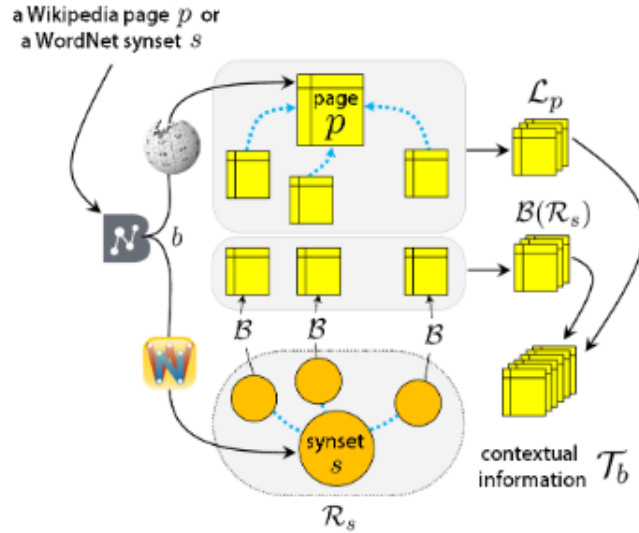 a Wikipedia page p or
a WordNet synset s
page
p
ℒp
b
ℬ(ℛs)
ℬ
ℬ
ℬ
W
synset
s
ℛs
contextual
information 𝒯b